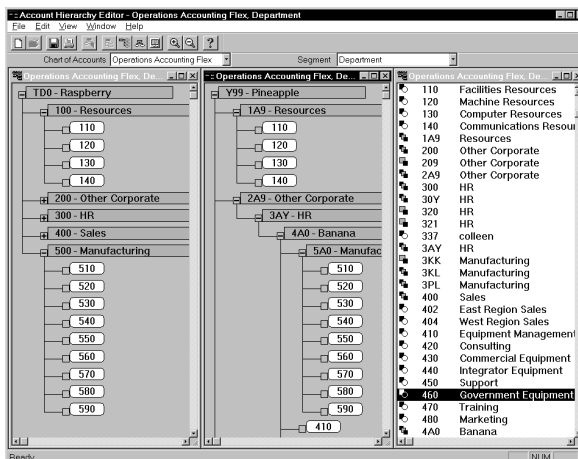 Account Hierarchy Editor - Operations Accounting Flex, Department
File Edit View Window Help
Chart of Accounts Operations Accounting Flex Segment Department
Operations Accounting Flex, De...
TD0 - Raspberry
100 - Resources
110
120
130
140
200 - Other Corporate
300 - HR
400 - Sales
500 - Manufacturing
510
520
530
540
550
560
570
580
590
Operations Accounting Flex, De...
Y99 - Pineapple
1A9 - Resources
110
120
130
140
2A9 - Other Corporate
3AY - HR
4A0 - Banana
5A0 - Manufac
510
520
530
540
550
560
570
580
590
410
Operations Accounting Flex, De...
110 Facilities Resources
120 Machine Resources
130 Computer Resources
140 Communications Resou
1A9 Resources
200 Other Corporate
209 Other Corporate
2A9 Other Corporate
300 HR
30Y HR
320 HR
321 HR
337 colleen
3AY HR
3KK Manufacturing
3KL Manufacturing
3PL Manufacturing
400 Sales
402 East Region Sales
404 West Region Sales
410 Equipment Management
420 Consulting
430 Commercial Equipment
440 Integrator Equipment
450 Support
460 Government Equipment
470 Training
480 Marketing
4A0 Banana
Ready NUM